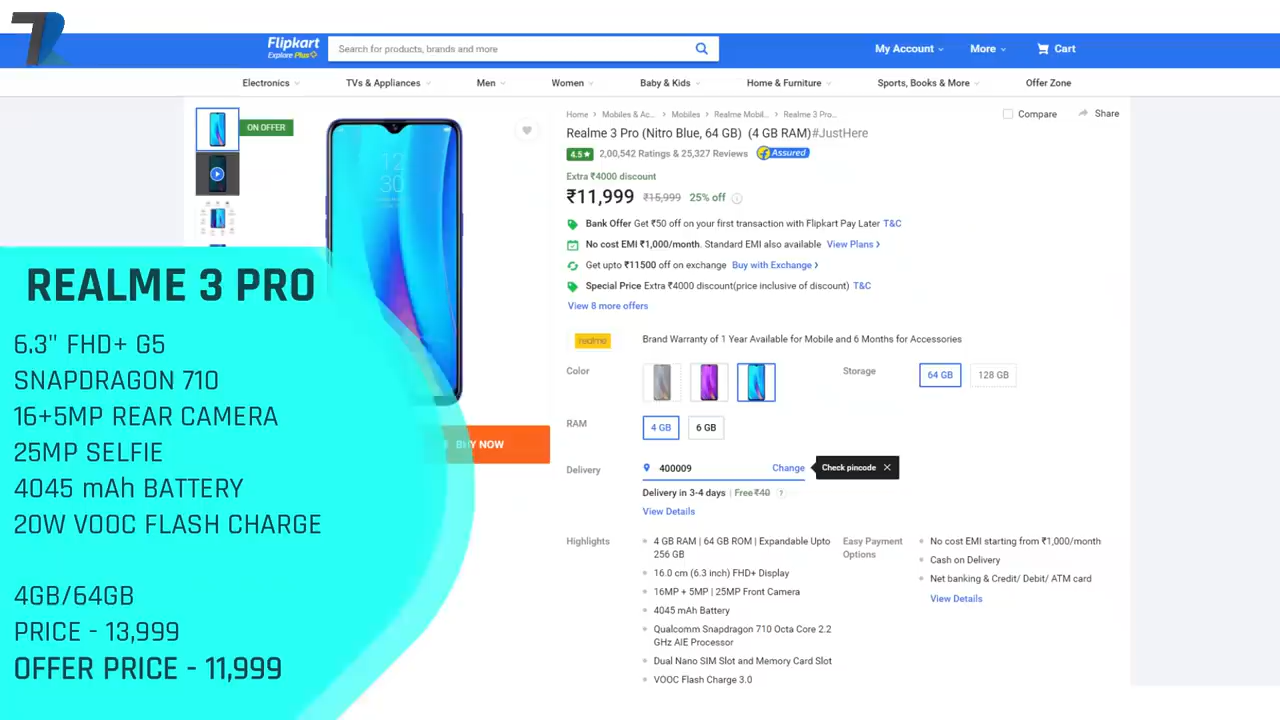 Flipkart
Explore Plus
Search for products, brands and more
My Account
More
Cart
Electronics
TVs & Appliances
Men
Women
Baby & Kids
Home & Furniture
Sports, Books & More
Offer Zone
ON OFFER
12
30
BUY NOW
Home
Mobiles & Ac...
Mobiles
Realme Mobil...
Realme 3 Pro...
Compare
Share
Realme 3 Pro (Nitro Blue, 64 GB) (4 GB RAM)#JustHere
4.5★ 2,00,542 Ratings & 25,327 Reviews Assured
Extra ₹4000 discount
₹11,999 ₹15,999 25% off
Bank Offer Get ₹50 off on your first transaction with Flipkart Pay Later T&C
No cost EMI ₹1,000/month. Standard EMI also available View Plans
Get upto ₹11500 off on exchange Buy with Exchange
Special Price Extra ₹4000 discount(price inclusive of discount) T&C
View 8 more offers
realme
Brand Warranty of 1 Year Available for Mobile and 6 Months for Accessories
Color
Storage
64 GB
128 GB
RAM
4 GB
6 GB
Delivery
400009
Change
Check pincode
Delivery in 3-4 days | Free ₹40 ?
View Details
Highlights
4 GB RAM | 64 GB ROM | Expandable Upto
256 GB
16.0 cm (6.3 inch) FHD+ Display
16MP + 5MP | 25MP Front Camera
4045 mAh Battery
Qualcomm Snapdragon 710 Octa Core 2.2
GHz AIE Processor
Dual Nano SIM Slot and Memory Card Slot
VOOC Flash Charge 3.0
Easy Payment
Options
No cost EMI starting from ₹1,000/month
Cash on Delivery
Net banking & Credit/ Debit/ ATM card
View Details
REALME 3 PRO
6.3" FHD+ G5
SNAPDRAGON 710
16+5MP REAR CAMERA
25MP SELFIE
4045 mAh BATTERY
20W VOOC FLASH CHARGE
4GB/64GB
PRICE - 13,999
OFFER PRICE - 11,999